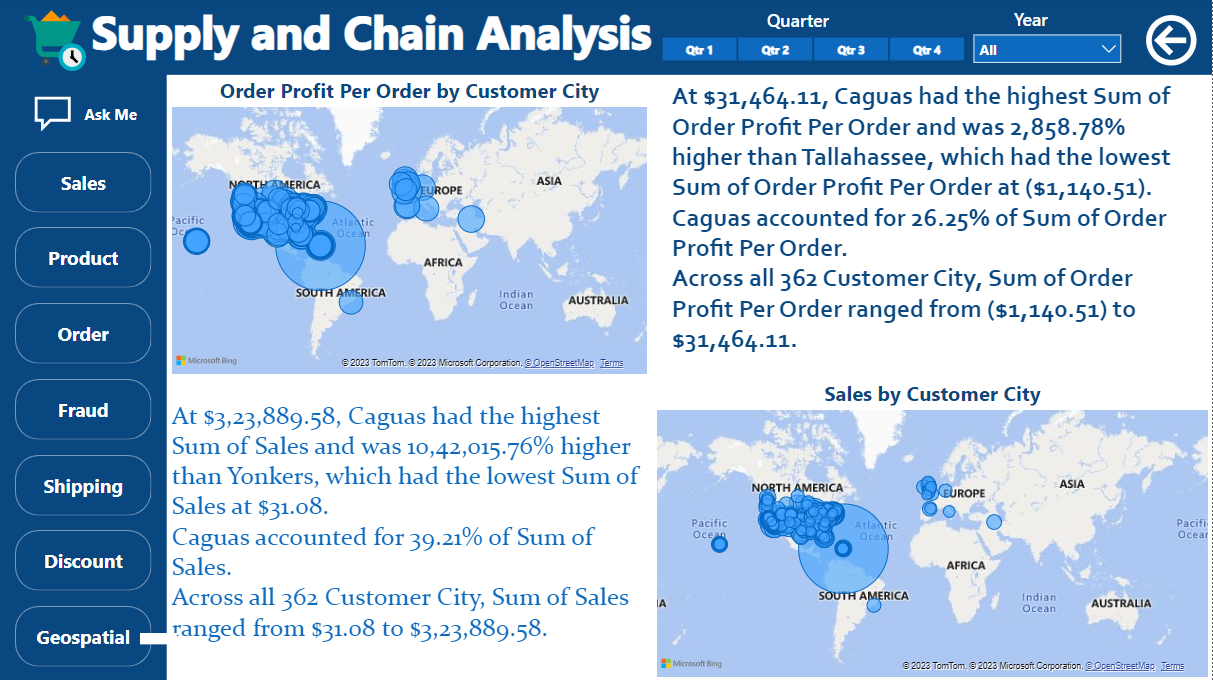 Supply and Chain Analysis
Quarter
Qtr 1
Qtr 2
Qtr 3
Qtr 4
Year
All
Ask Me
Sales
Product
Order
Fraud
Shipping
Discount
Geospatial
Order Profit Per Order by Customer City
NORTH AMERICA
EUROPE
ASIA
Pacific
Atlantic
Ocean
AFRICA
SOUTH AMERICA
Indian
Ocean
AUSTRALIA
Microsoft Bing
© 2023 TomTom, © 2023 Microsoft Corporation, © OpenStreetMap Terms
At $31,464.11, Caguas had the highest Sum of
Order Profit Per Order and was 2,858.78%
higher than Tallahassee, which had the lowest
Sum of Order Profit Per Order at ($1,140.51).
Caguas accounted for 26.25% of Sum of Order
Profit Per Order.
Across all 362 Customer City, Sum of Order
Profit Per Order ranged from ($1,140.51) to
$31,464.11.
At $3,23,889.58, Caguas had the highest
Sum of Sales and was 10,42,015.76% higher
than Yonkers, which had the lowest Sum of
Sales at $31.08.
Caguas accounted for 39.21% of Sum of
Sales.
Across all 362 Customer City, Sum of Sales
ranged from $31.08 to $3,23,889.58.
Sales by Customer City
NORTH AMERICA
EUROPE
ASIA
Pacific
Ocean
Atlantic
Ocean
Pacifi
Ocear
AFRICA
SOUTH AMERICA
Indian
Ocean
AUSTRALIA
IA
Microsoft Bing
© 2023 TomTom, © 2023 Microsoft Corporation, © OpenStreetMap Terms